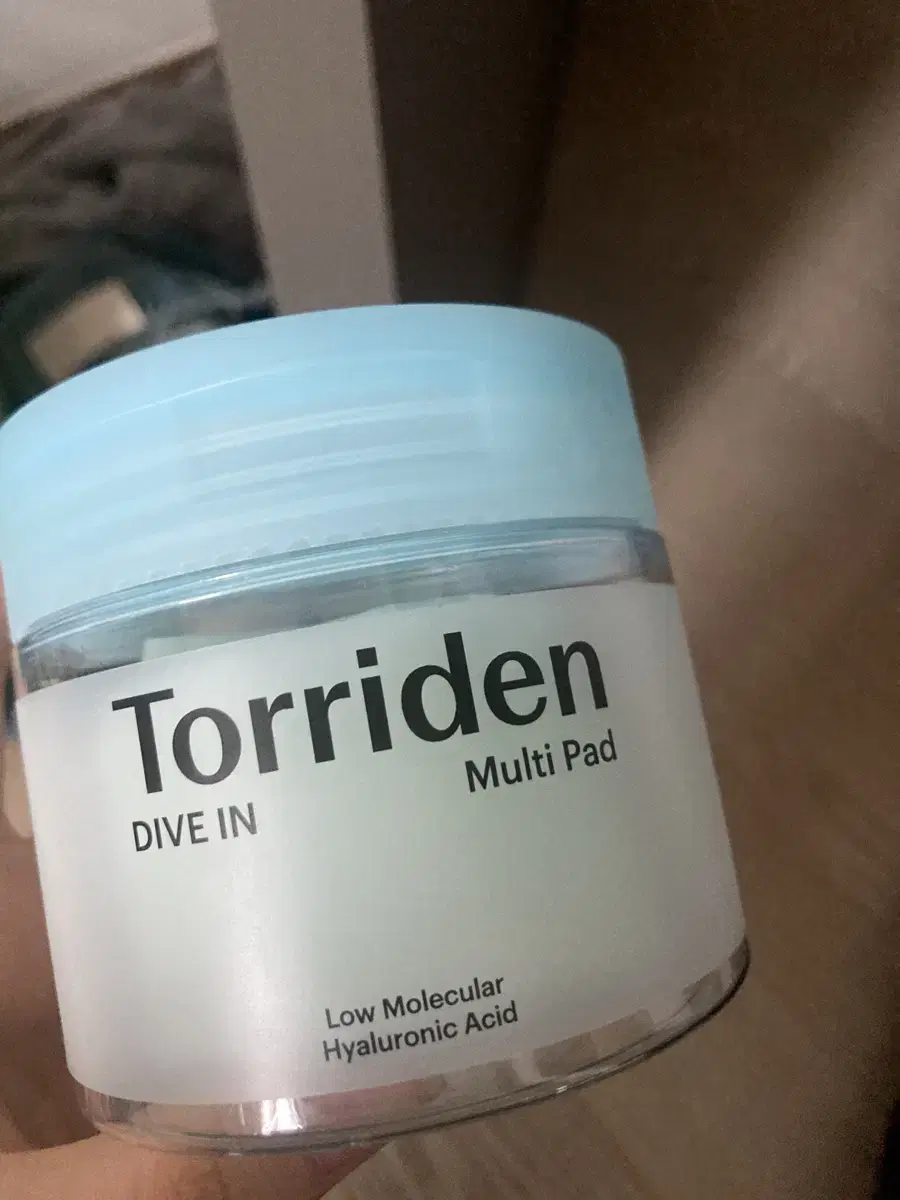 Torriden
DIVE IN
Multi Pad
Low Molecular
Hyaluronic Acid